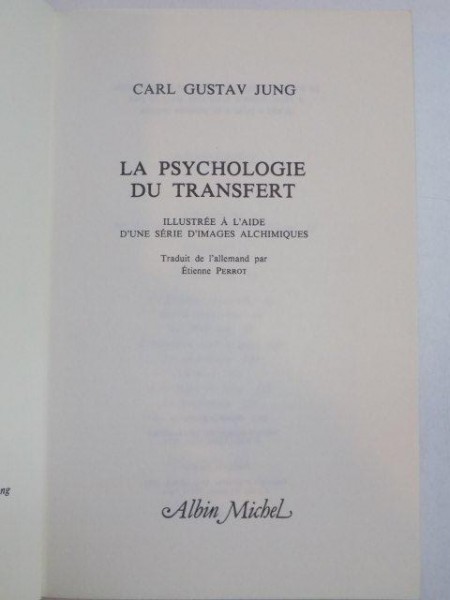 CARL GUSTAV JUNG
LA PSYCHOLOGIE
DU TRANSFERT
ILLUSTRÉE À L'AIDE
D'UNE SÉRIE D'IMAGES ALCHIMIQUES
Traduit de l'allemand par
Étienne PERROT
Albin Michel